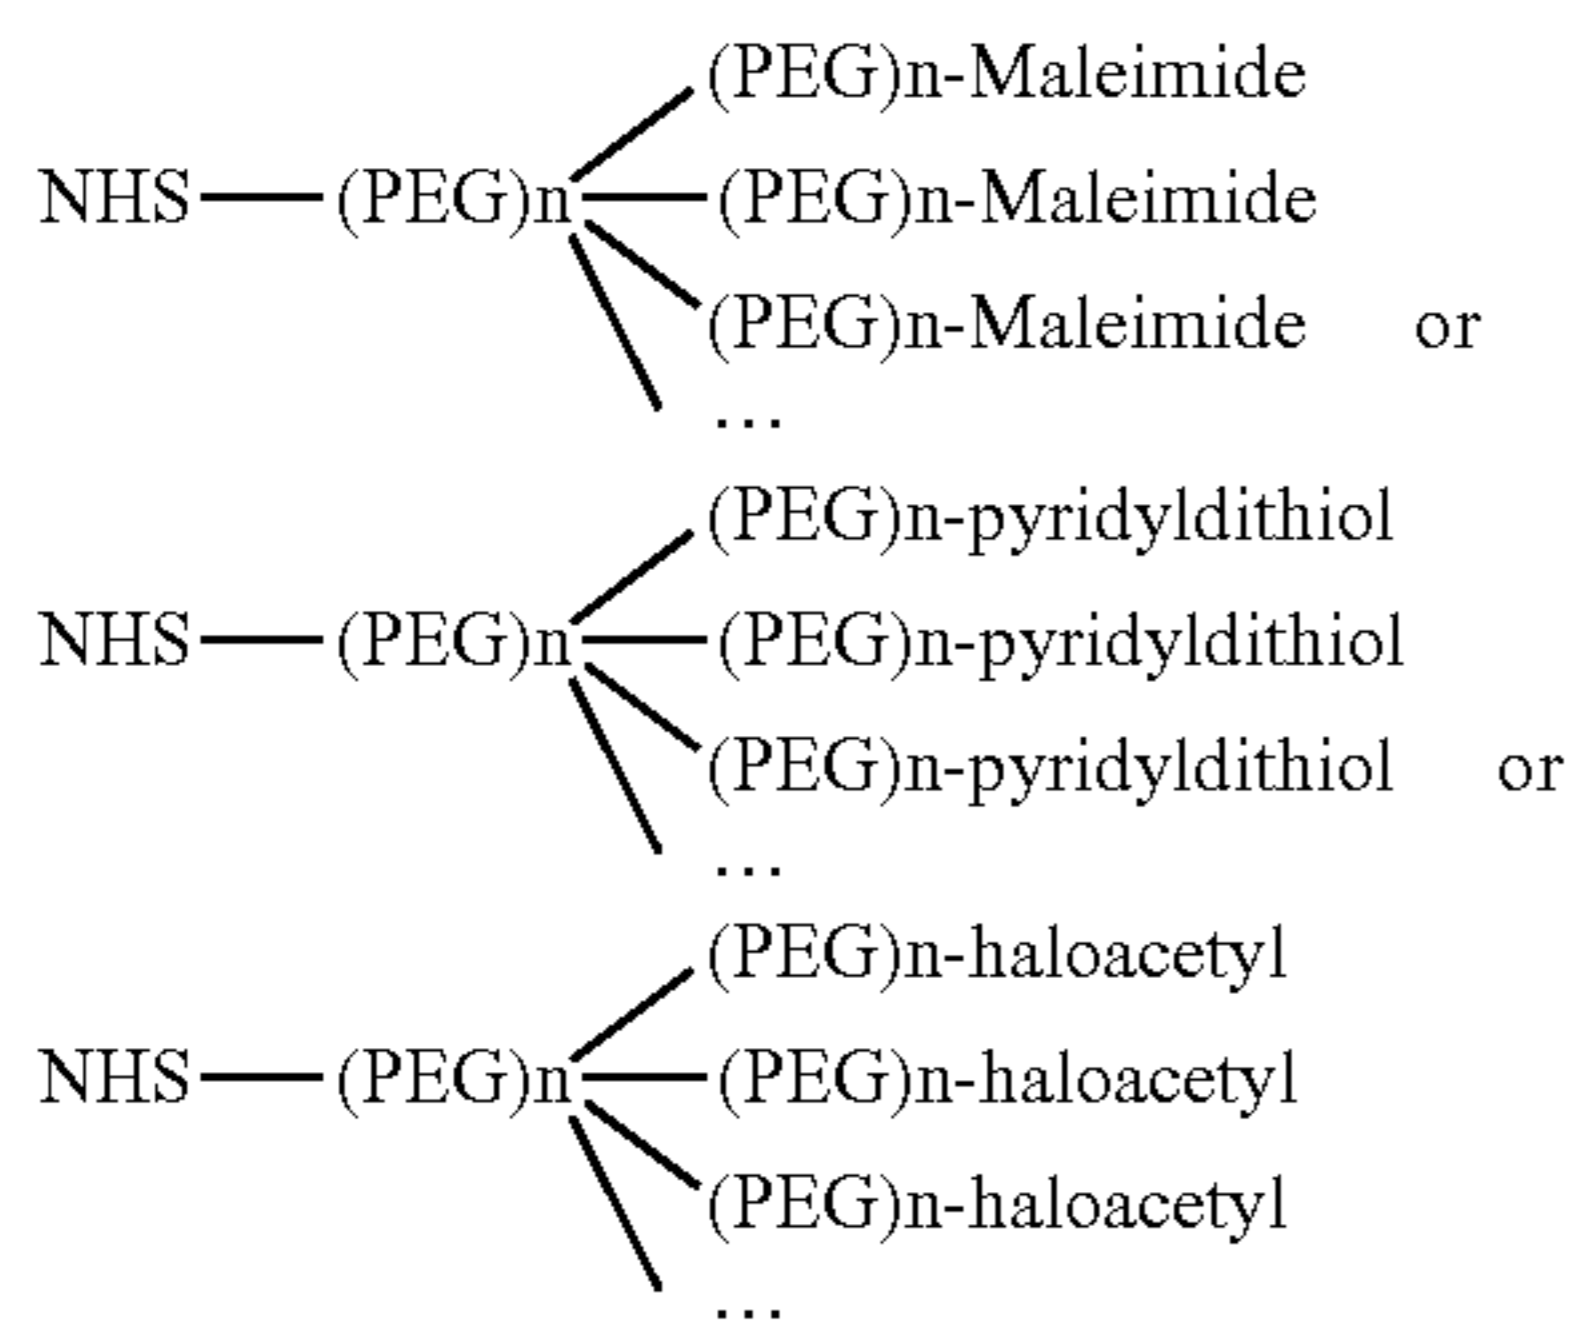 (PEG)n-Maleimide
NHS (PEG)n (PEG)n-Maleimide
(PEG)n-Maleimide or
...
(PEG)n-pyridyldithiol
NHS (PEG)n (PEG)n-pyridyldithiol
(PEG)n-pyridyldithiol or
...
(PEG)n-haloacetyl
NHS (PEG)n (PEG)n-haloacetyl
(PEG)n-haloacetyl
...